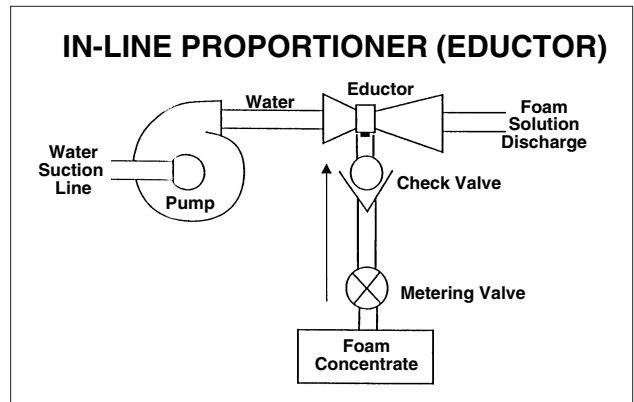 IN-LINE PROPORTIONER (EDUCTOR)
Eductor
Water
Foam
Solution
Discharge
Water
Suction
Line
Pump
Check Valve
Metering Valve
Foam
Concentrate